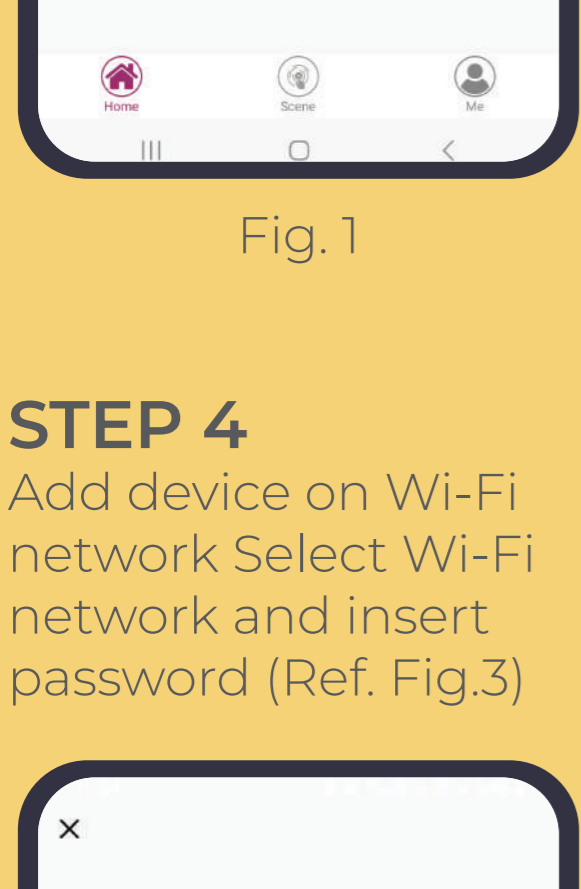 Home Scene Me
Fig. 1
STEP 4
Add device on Wi-Fi
network Select Wi-Fi
network and insert
password (Ref. Fig.3)